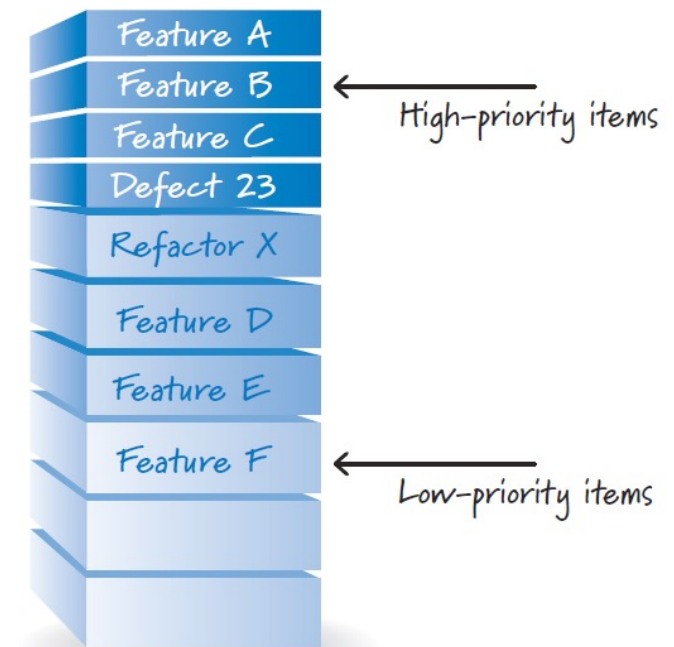 Feature A
Feature B
High-priority items
Feature C
Defect 23
Refactor X
Feature D
Feature E
Feature F
Low-priority items